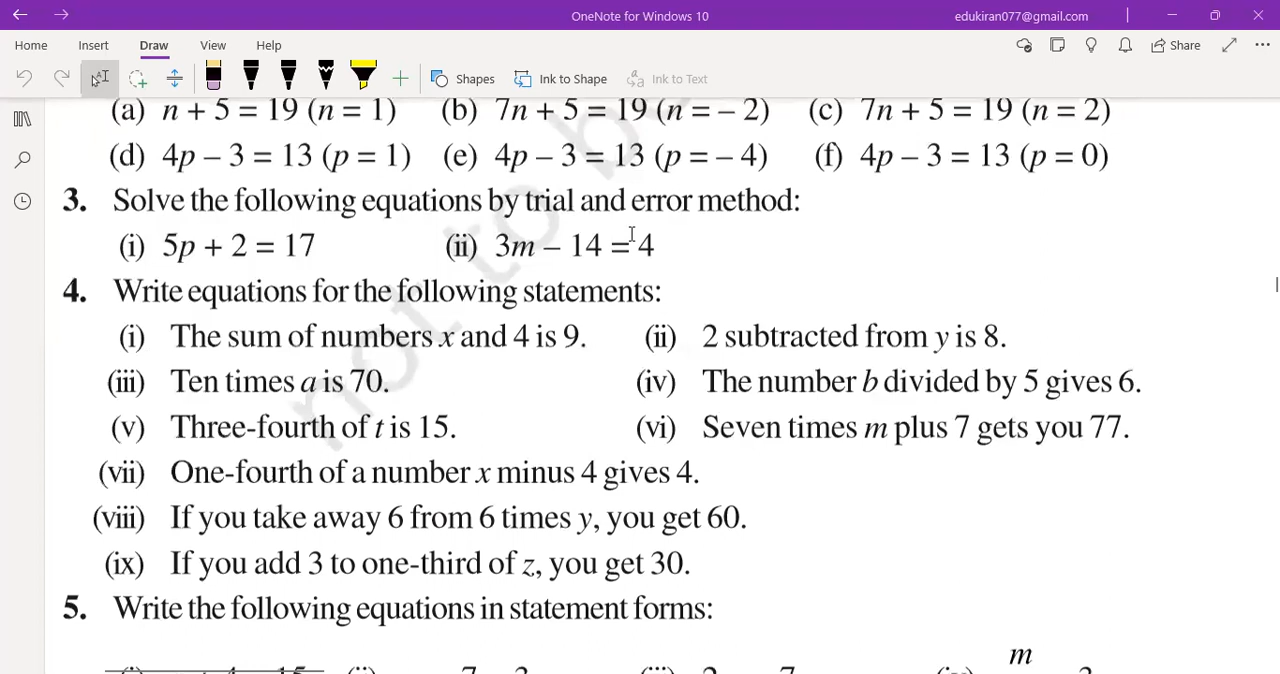 OneNote for Windows 10
edukiran077@gmail.com
Home Insert Draw View Help
Share
Shapes Ink to Shape Ink to Text
(a) n + 5 = 19 (n = 1) (b) 7n + 5 = 19 (n = – 2) (c) 7n + 5 = 19 (n = 2)
(d) 4p – 3 = 13 (p = 1) (e) 4p – 3 = 13 (p = – 4) (f) 4p – 3 = 13 (p = 0)
3. Solve the following equations by trial and error method:
(i) 5p + 2 = 17 (ii) 3m – 14 = 4
4. Write equations for the following statements:
(i) The sum of numbers x and 4 is 9. (ii) 2 subtracted from y is 8.
(iii) Ten times a is 70. (iv) The number b divided by 5 gives 6.
(v) Three-fourth of t is 15. (vi) Seven times m plus 7 gets you 77.
(vii) One-fourth of a number x minus 4 gives 4.
(viii) If you take away 6 from 6 times y, you get 60.
(ix) If you add 3 to one-third of z, you get 30.
5. Write the following equations in statement forms:
m
not to b